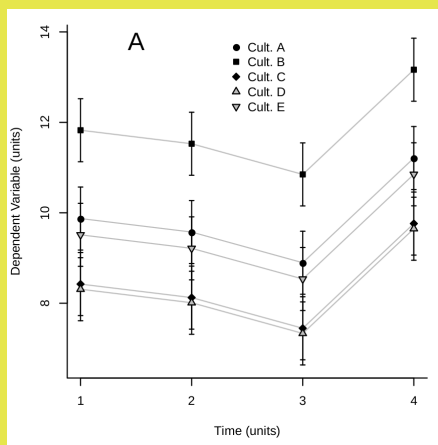 A
Cult. A
Cult. B
Cult. C
Cult. D
Cult. E
Dependent Variable (units)
14
12
10
8
1 2 3 4
Time (units)